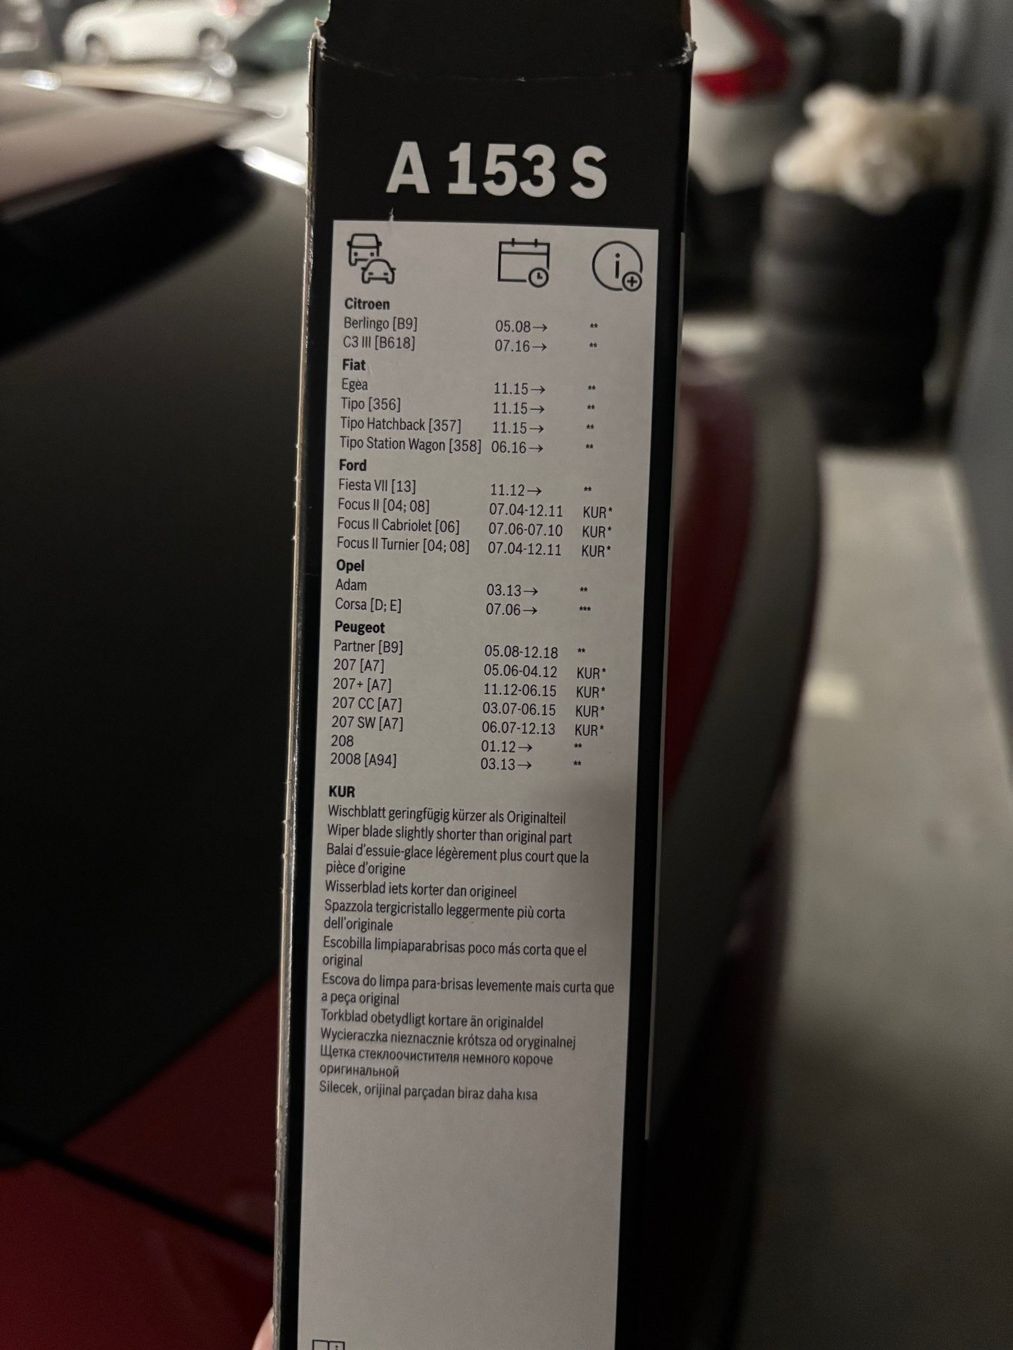 A 153 S
Citroen
Berlingo [B9] 05.08→ **
C3 III [B618] 07.16→ **
Fiat
Egea 11.15→ **
Tipo [356] 11.15→ **
Tipo Hatchback [357] 11.15→ **
Tipo Station Wagon [358] 06.16→ **
Ford
Fiesta VII [13] 11.12→ **
Focus II [04; 08] 07.04-12.11 KUR*
Focus II Cabriolet [06] 07.06-07.10 KUR*
Focus II Turnier [04; 08] 07.04-12.11 KUR*
Opel
Adam 03.13→ **
Corsa [D; E] 07.06→ ***
Peugeot
Partner [B9] 05.08-12.18 **
207 [A7] 05.06-04.12 KUR*
207+ [A7] 11.12-06.15 KUR*
207 CC [A7] 03.07-06.15 KUR*
207 SW [A7] 06.07-12.13 KUR*
208 01.12→ **
2008 [A94] 03.13→ **
KUR
Wischblatt geringfügig kürzer als Originalteil
Wiper blade slightly shorter than original part
Balai d'essuie-glace légèrement plus court que la
pièce d'origine
Wisserblad iets korter dan origineel
Spazzola tergicristallo leggermente più corta
dell'originale
Escobilla limpiaparabrisas poco más corta que el
original
Escova do limpa para-brisas levemente mais curta que
a peça original
Torkblad obetydligt kortare än originaldel
Wycieraczka nieznacznie krótsza od oryginalnej
Щетка стеклоочистителя немного короче
оригинальной
Silecek, orijinal parçadan biraz daha kısa